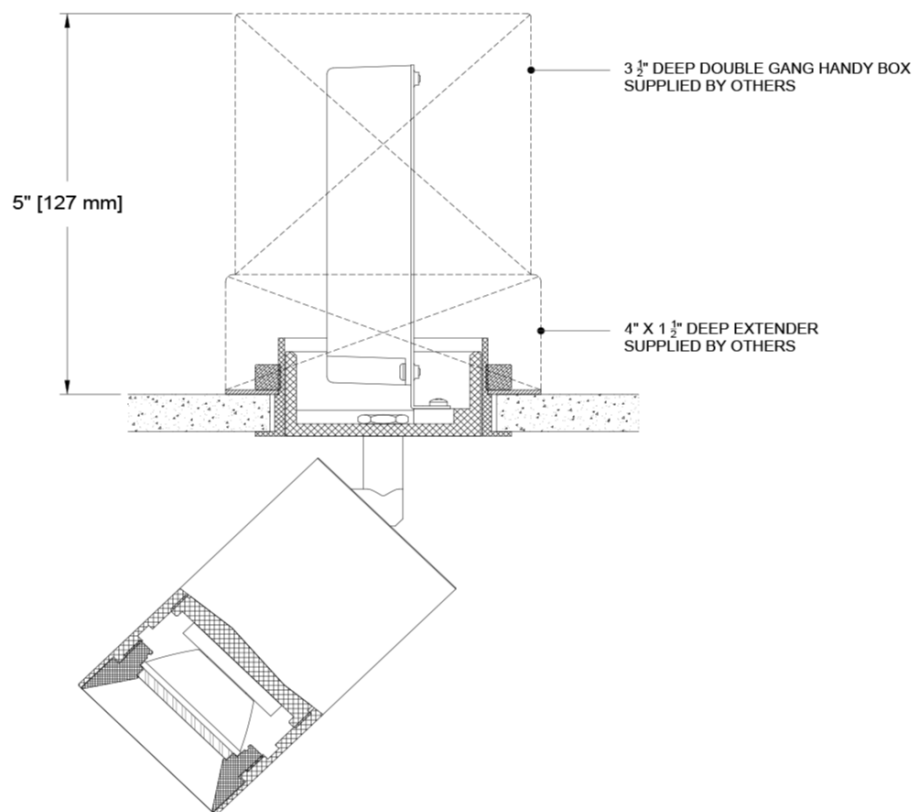 3 1/2" DEEP DOUBLE GANG HANDY BOX
SUPPLIED BY OTHERS
5" [127 mm]
4" X 1 1/2" DEEP EXTENDER
SUPPLIED BY OTHERS